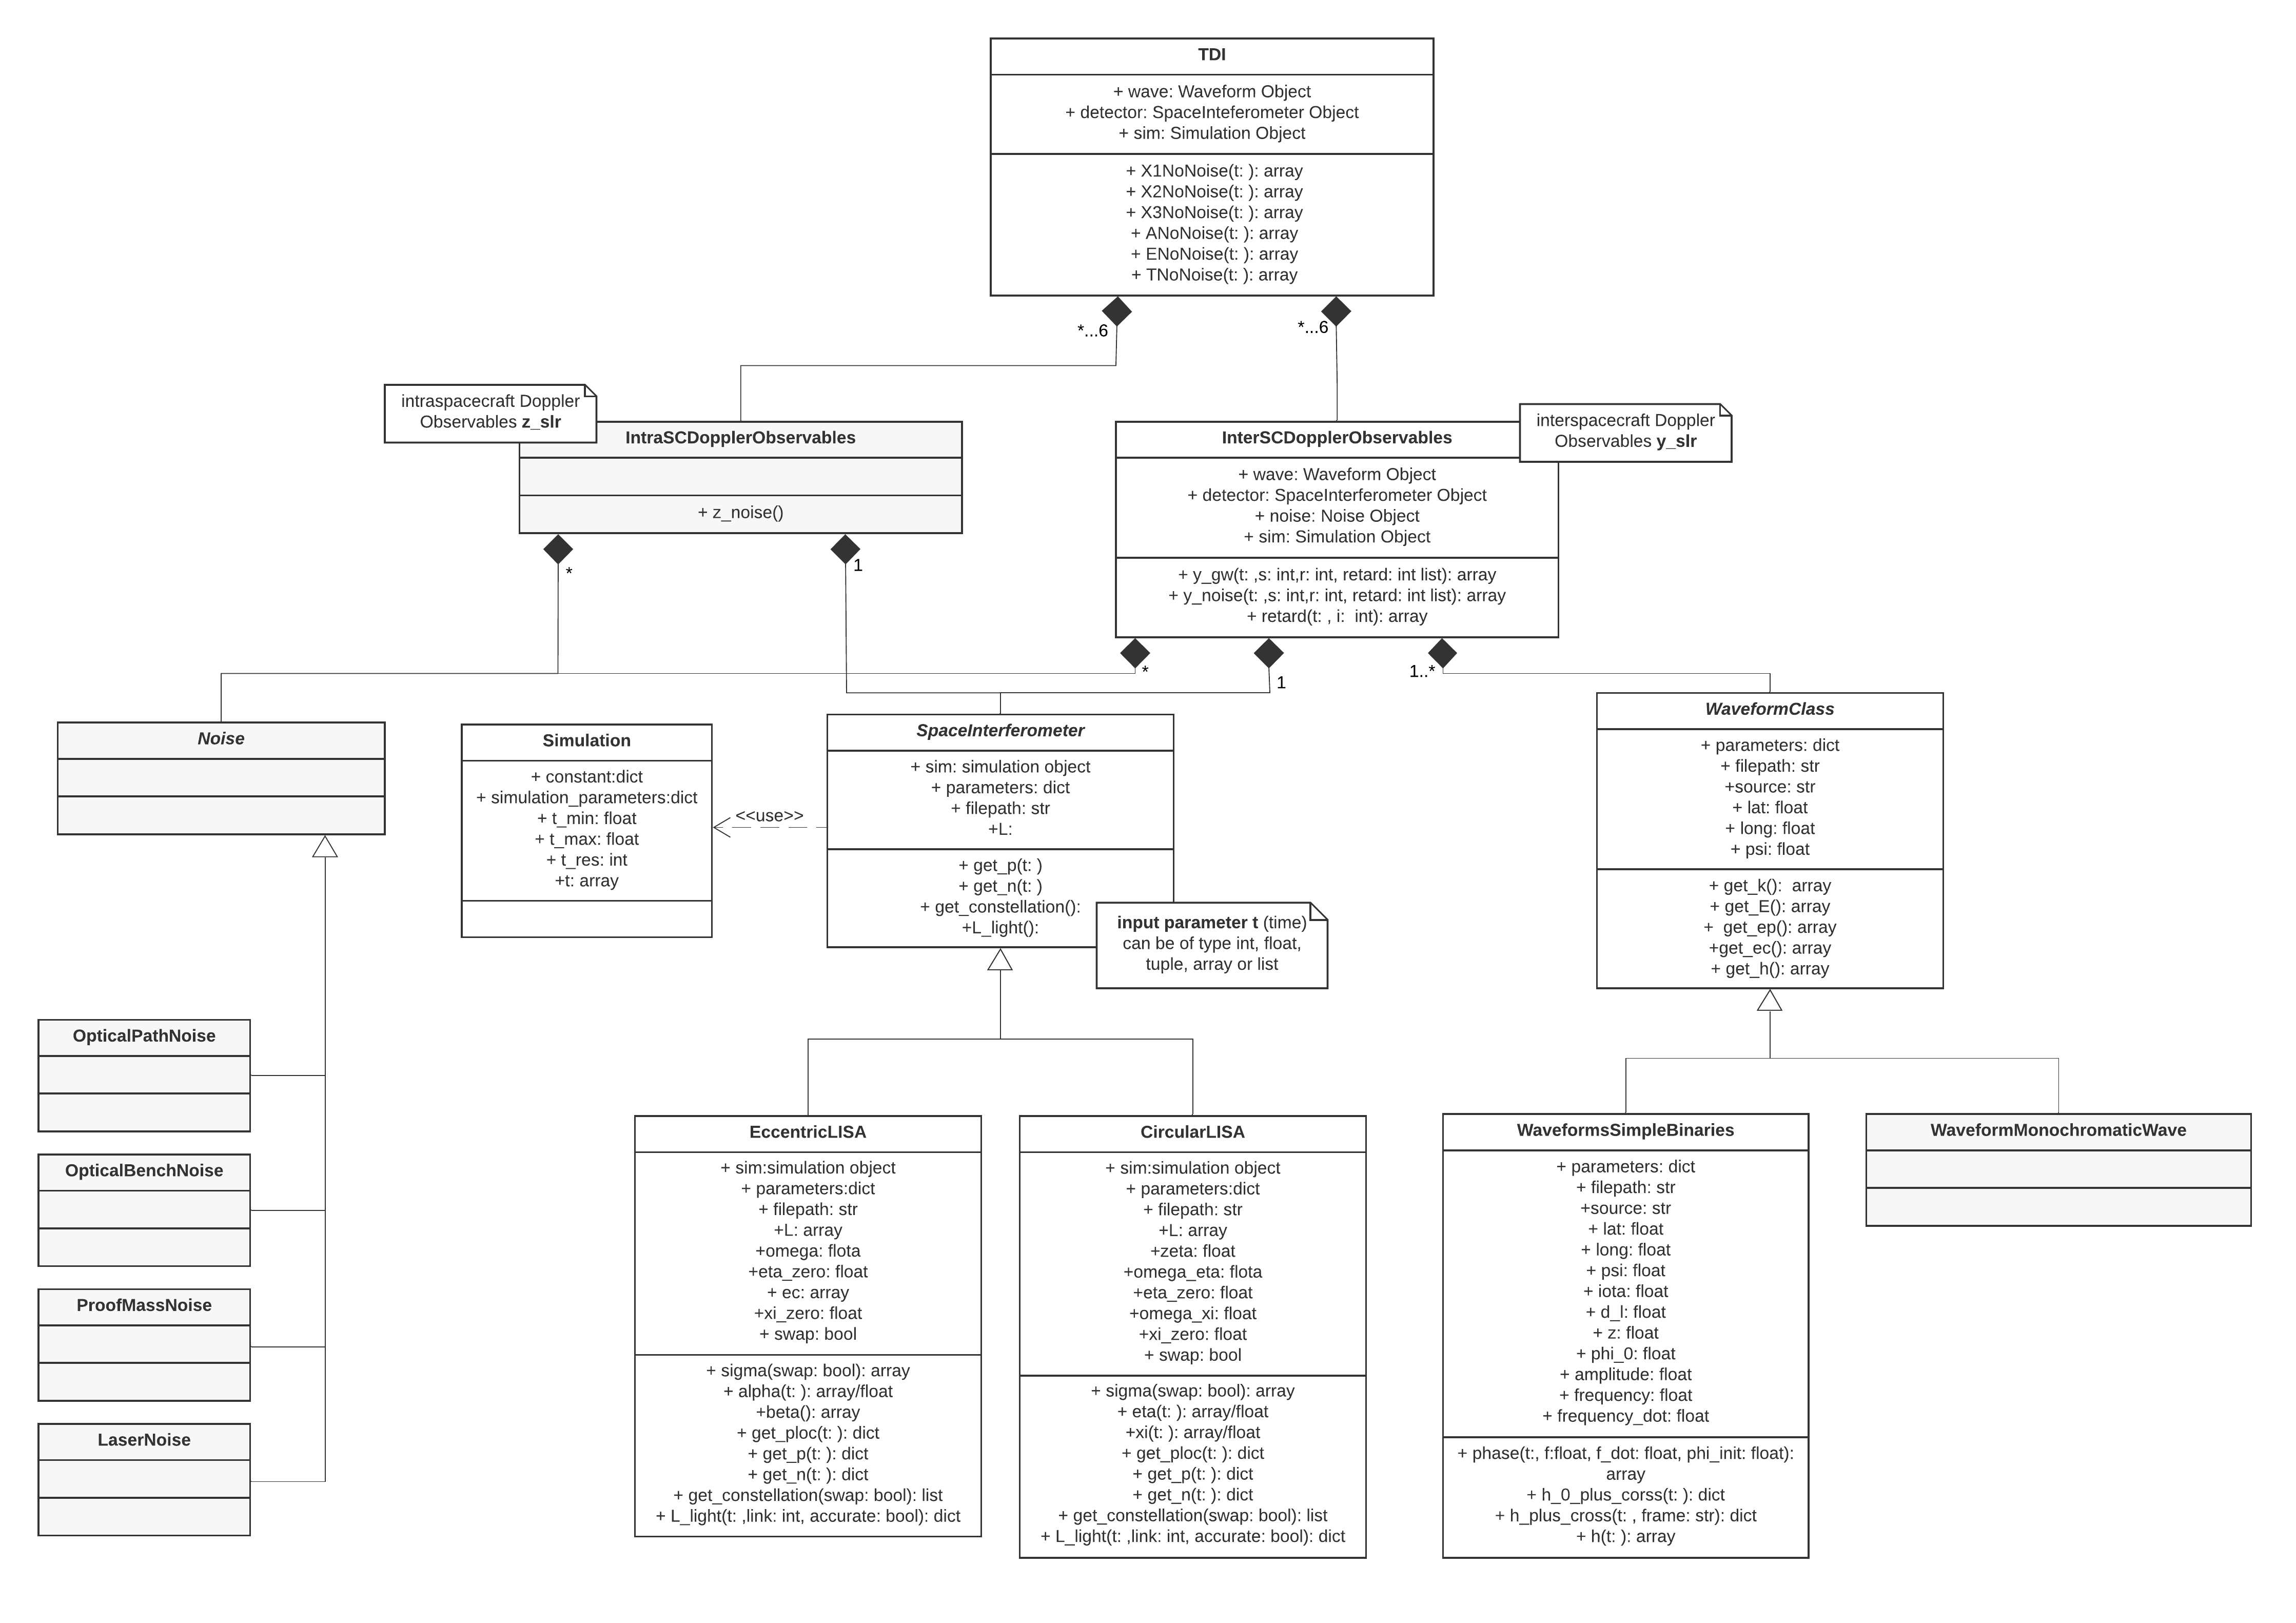 TDI
+ wave: Waveform Object
+ detector: SpaceInteferometer Object
+ sim: Simulation Object
+ X1NoNoise(t: ): array
+ X2NoNoise(t: ): array
+ X3NoNoise(t: ): array
+ ANoNoise(t: ): array
+ ENoNoise(t: ): array
+ TNoNoise(t: ): array
*...6
*...6
intraspacecraft Doppler
Observables z_slr
IntraSCDopplerObservables
+ z_noise()
*
1
interspacecraft Doppler
Observables y_slr
InterSCDopplerObservables
+ wave: Waveform Object
+ detector: SpaceInterferometer Object
+ noise: Noise Object
+ sim: Simulation Object
+ y_gw(t: ,s: int,r: int, retard: int list): array
+ y_noise(t: ,s: int,r: int, retard: int list): array
+ retard(t: , i:  int): array
*
1
1..*
Noise
Simulation
+ constant:dict
+ simulation_parameters:dict
+ t_min: float
+ t_max: float
+ t_res: int
+t: array
<<use>>
SpaceInterferometer
+ sim: simulation object
+ parameters: dict
+ filepath: str
+L:
+ get_p(t: )
+ get_n(t: )
+ get_constellation():
+L_light():
input parameter t (time)
can be of type int, float,
tuple, array or list
WaveformClass
+ parameters: dict
+ filepath: str
+source: str
+ lat: float
+ long: float
+ psi: float
+ get_k():  array
+ get_E(): array
+  get_ep(): array
+get_ec(): array
+ get_h(): array
OpticalPathNoise
OpticalBenchNoise
ProofMassNoise
LaserNoise
EccentricLISA
+ sim:simulation object
+ parameters:dict
+ filepath: str
+L: array
+omega: flota
+eta_zero: float
+ ec: array
+xi_zero: float
+ swap: bool
+ sigma(swap: bool): array
+ alpha(t: ): array/float
+beta(): array
+ get_ploc(t: ): dict
+ get_p(t: ): dict
+ get_n(t: ): dict
+ get_constellation(swap: bool): list
+ L_light(t: ,link: int, accurate: bool): dict
CircularLISA
+ sim:simulation object
+ parameters:dict
+ filepath: str
+L: array
+zeta: float
+omega_eta: flota
+eta_zero: float
+omega_xi: float
+xi_zero: float
+ swap: bool
+ sigma(swap: bool): array
+ eta(t: ): array/float
+xi(t: ): array/float
+ get_ploc(t: ): dict
+ get_p(t: ): dict
+ get_n(t: ): dict
+ get_constellation(swap: bool): list
+ L_light(t: ,link: int, accurate: bool): dict
WaveformsSimpleBinaries
+ parameters: dict
+ filepath: str
+source: str
+ lat: float
+ long: float
+ psi: float
+ iota: float
+ d_l: float
+ z: float
+ phi_0: float
+ amplitude: float
+ frequency: float
+ frequency_dot: float
+ phase(t:, f:float, f_dot: float, phi_init: float):
array
+ h_0_plus_corss(t: ): dict
+ h_plus_cross(t: , frame: str): dict
+ h(t: ): array
WaveformMonochromaticWave